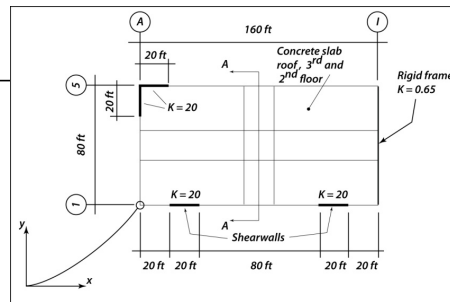 A
I
160 ft
20 ft
A
Concrete slab
roof, 3rd and
2nd floor
5
20 ft
K = 20
Rigid frame
K = 0.65
80 ft
K = 20
K = 20
1
A
Shearwalls
y
x
20 ft
20 ft
80 ft
20 ft
20 ft